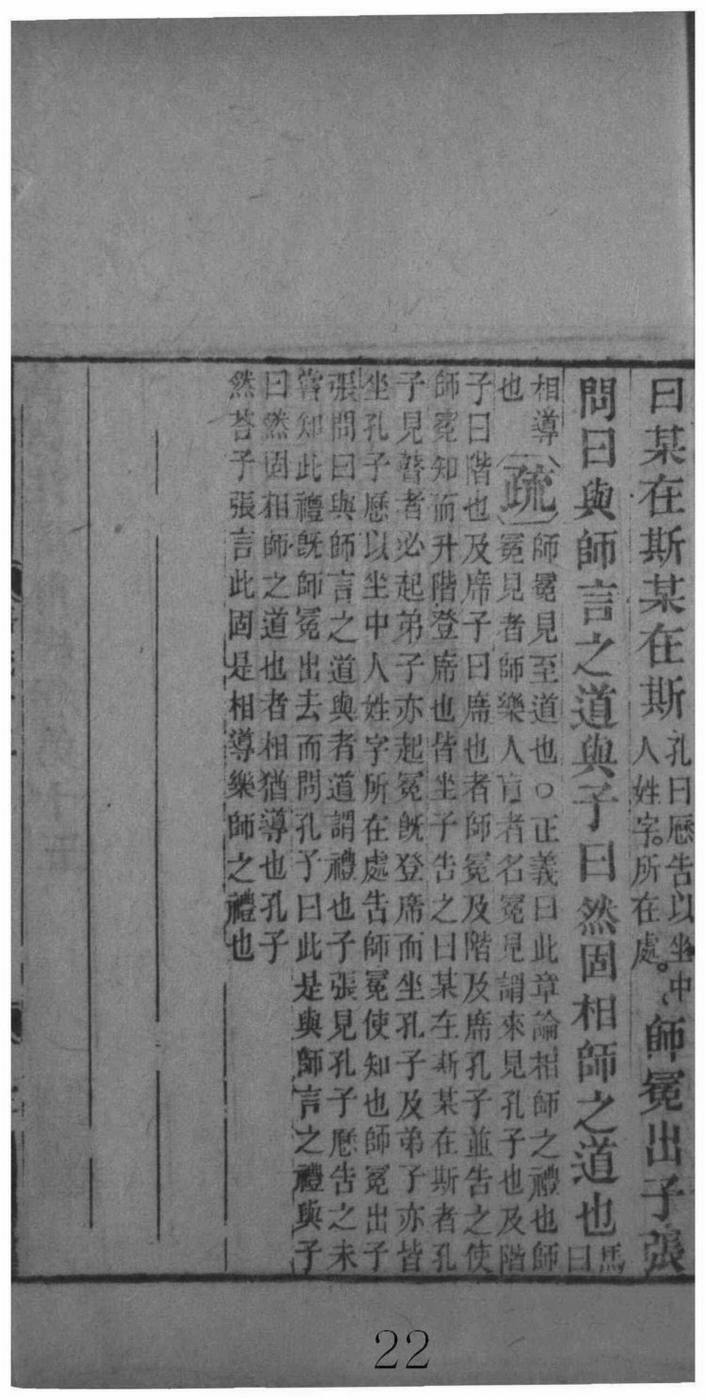 曰某在斯某在斯孔曰歷告以坐中人姓字所在處師冕出子張
問曰與師言之道與子曰然固相師之道也馬曰
相導也疏師冕見至道也○正義曰此章論相師之禮也師
冕見者師樂人盲者名冕見謂來見孔子也及階
子曰階也及席子曰席也者師冕及階及席孔子並告之使
師冕知而升階登席也皆坐子告之曰某在斯某在斯者孔
子見瞽者必起弟子亦起冕旣登席而坐孔子及弟子亦皆
坐孔子歷以坐中人姓字所在處告師冕使知也師冕出子
張問曰與師言之道與者道謂禮也子張見孔子歷告之未
嘗知此禮旣師冕出去而問孔子曰此是與師言之禮與子
曰然固相師之道也者相猶導也孔子
然荅子張言此固是相導樂師之禮也
22